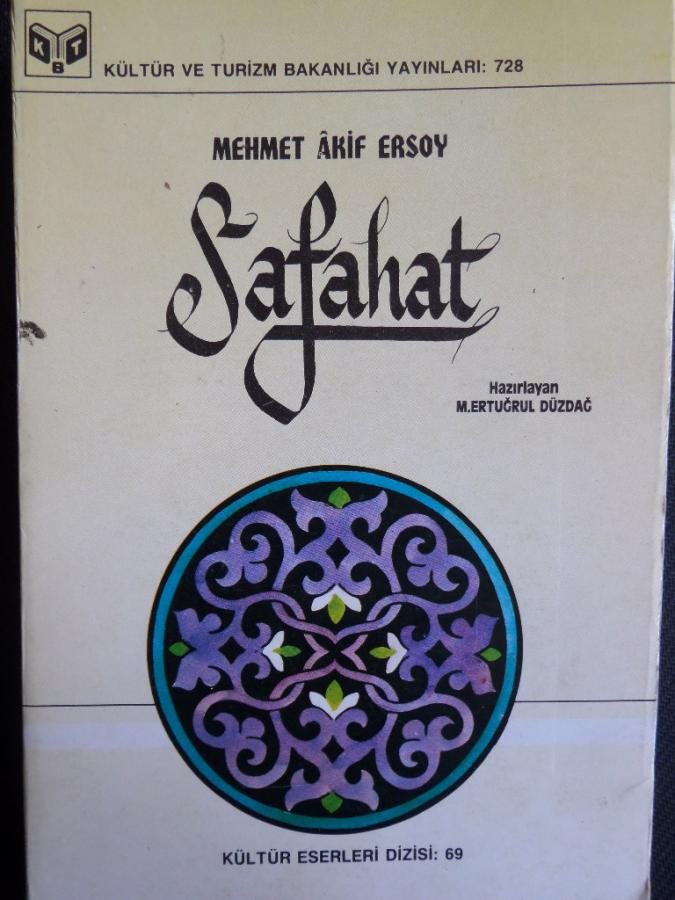 KTB
KÜLTÜR VE TURİZM BAKANLIĞI YAYINLARI: 728
MEHMET ÂKİF ERSOY
Safahat
Hazırlayan
M.ERTUĞRUL DÜZDAĞ
KÜLTÜR ESERLERİ DİZİSİ: 69